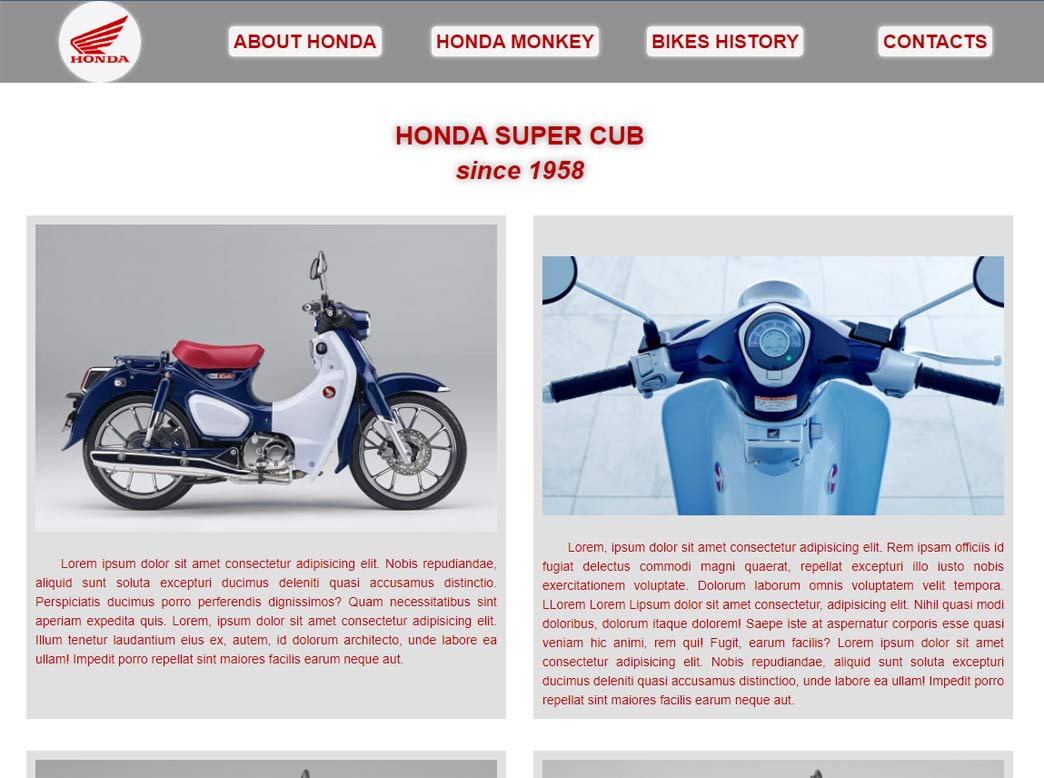 HONDA
ABOUT HONDA
HONDA MONKEY
BIKES HISTORY
CONTACTS
HONDA SUPER CUB
since 1958
Lorem ipsum dolor sit amet consectetur adipisicing elit. Nobis repudiandae,
aliquid sunt soluta excepturi ducimus deleniti quasi accusamus distinctio.
Perspiciatis ducimus porro perferendis dignissimos? Quam necessitatibus sint
aperiam expedita quis. Lorem, ipsum dolor sit amet consectetur adipisicing elit.
Illum tenetur laudantium eius ex, autem, id dolorum architecto, unde labore ea
ullam! Impedit porro repellat sint maiores facilis earum neque aut.
Lorem, ipsum dolor sit amet consectetur adipisicing elit. Rem ipsam officiis id
fugiat delectus commodi magni quaerat, repellat excepturi illo iusto nobis
exercitationem voluptate. Dolorum laborum omnis voluptatem velit tempora.
LLorem Lorem Lipsum dolor sit amet consectetur, adipisicing elit. Nihil quasi modi
doloribus, dolorum itaque dolorem! Saepe iste at aspernatur corporis esse quasi
veniam hic animi, rem qui! Fugit, earum facilis? Lorem ipsum dolor sit amet
consectetur adipisicing elit. Nobis repudiandae, aliquid sunt soluta excepturi
ducimus deleniti quasi accusamus distinctioo, unde labore ea ullam! Impedit porro
repellat sint maiores facilis earum neque aut.